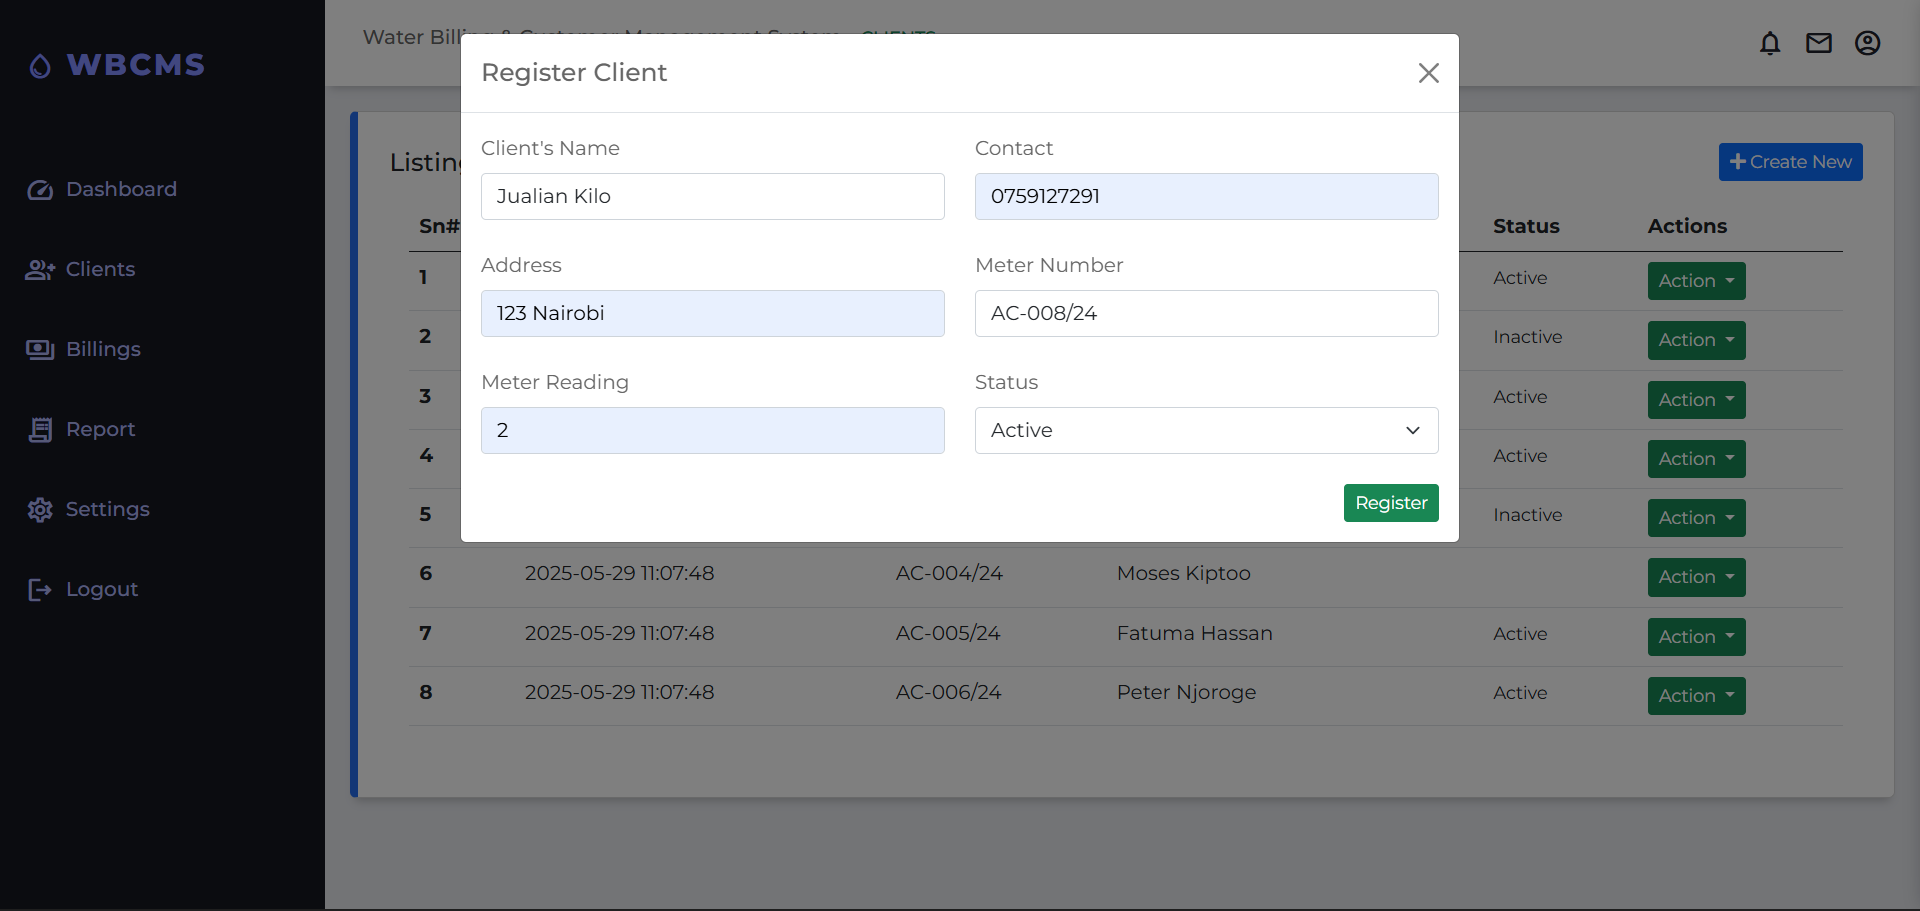 WBCMS
Dashboard
Clients
Billings
Report
Settings
Logout
Water
Register Client
Client's Name
Contact
Jualian Kilo
0759127291
Address
Meter Number
123 Nairobi
AC-008/24
Meter Reading
Status
2
Active
Register
Create New
Sn# Status Actions
1 Active Action
2 Inactive Action
3 Active Action
4 Active Action
5 Inactive Action
6 2025-05-29 11:07:48 AC-004/24 Moses Kiptoo Action
7 2025-05-29 11:07:48 AC-005/24 Fatuma Hassan Active Action
8 2025-05-29 11:07:48 AC-006/24 Peter Njoroge Active Action